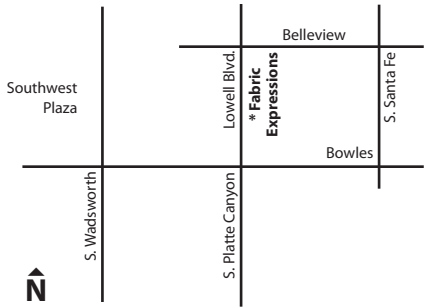 Belleview
Southwest
Plaza
Lowell Blvd.
* Fabric
Expressions
S. Santa Fe
Bowles
S. Wadsworth
S. Platte Canyon
N